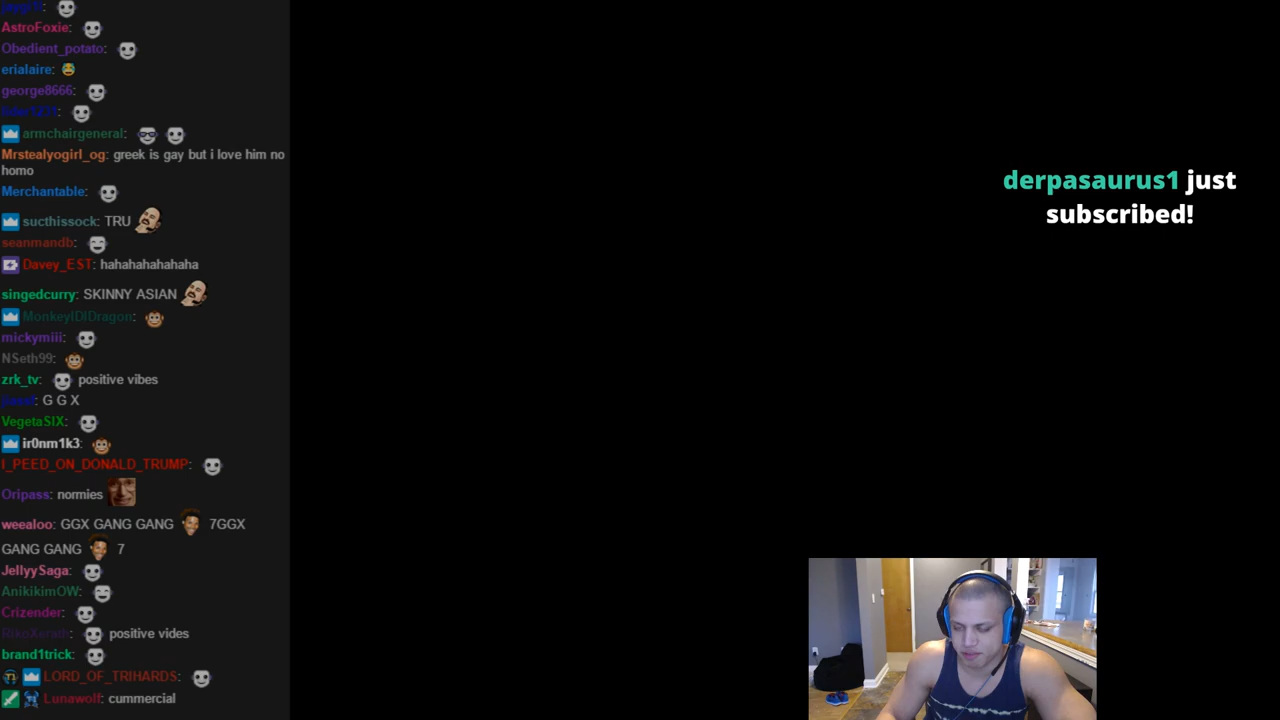 AstroFoxie:
Obedient_potato:
erialaire:
george8666:
armchairgeneral:
Mrstealyogirl_og: greek is gay but i love him no
homo
Merchantable:
sucthissock: TRU
seanmandb:
Davey_EST: hahahahahahaha
singedcurry: SKINNY ASIAN
MonkeyIDIDragon:
mickymiii:
NSeth99:
zrk_tv: positive vibes
G G X
VegetaSIX:
ir0nm1k3:
I_PEED_ON_DONALD_TRUMP:
Oripass: normies
weealoo: GGX GANG GANG 7GGX
GANG GANG 7
JellyySaga:
AnikikimOW:
Crizender:
RikoXerath: positive vides
brand1trick:
LORD_OF_TRIHARDS:
Lunawolf: cummercial
derpasaurus1 just
subscribed!